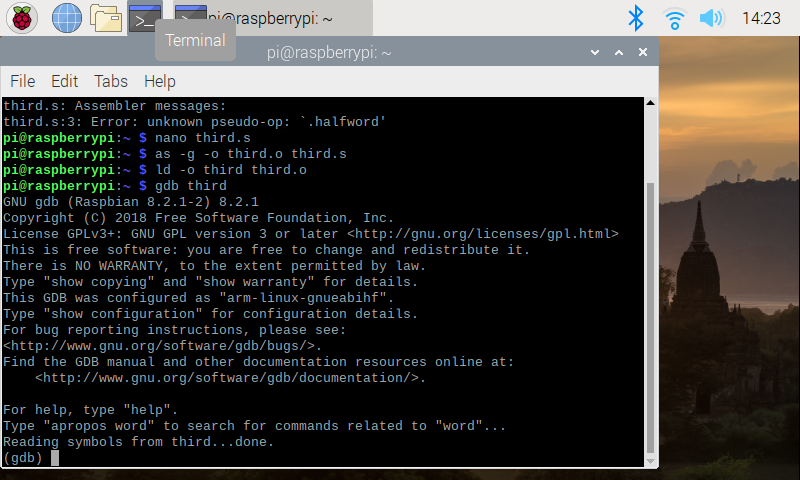 pi@raspberrypi: ~
14:23
Terminal
pi@raspberrypi: ~
File Edit Tabs Help
third.s: Assembler messages:
third.s:3: Error: unknown pseudo-op: `.halfword'
pi@raspberrypi:~ $ nano third.s
pi@raspberrypi:~ $ as -g -o third.o third.s
pi@raspberrypi:~ $ ld -o third third.o
pi@raspberrypi:~ $ gdb third
GNU gdb (Raspbian 8.2.1-2) 8.2.1
Copyright (C) 2018 Free Software Foundation, Inc.
License GPLv3+: GNU GPL version 3 or later <http://gnu.org/licenses/gpl.html>
This is free software: you are free to change and redistribute it.
There is NO WARRANTY, to the extent permitted by law.
Type "show copying" and "show warranty" for details.
This GDB was configured as "arm-linux-gnueabihf".
Type "show configuration" for configuration details.
For bug reporting instructions, please see:
<http://www.gnu.org/software/gdb/bugs/>.
Find the GDB manual and other documentation resources online at:
    <http://www.gnu.org/software/gdb/documentation/>.
For help, type "help".
Type "apropos word" to search for commands related to "word"...
Reading symbols from third...done.
(gdb)